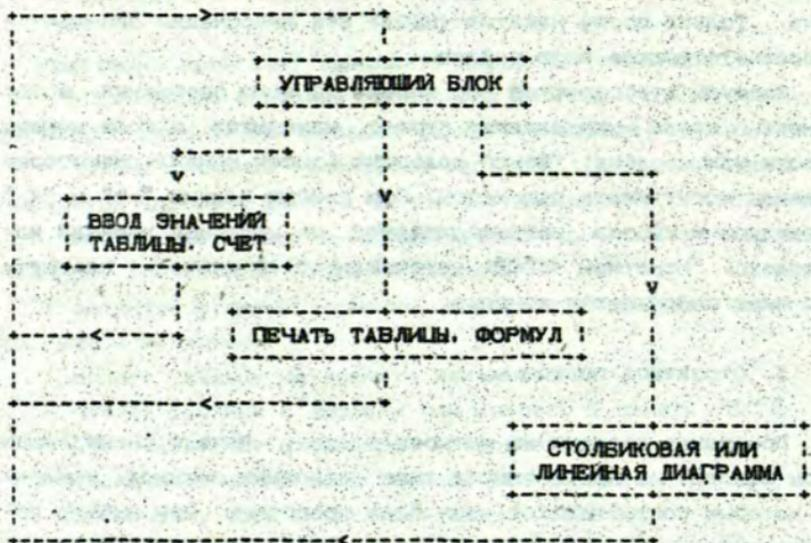 УПРАВЛЯЮЩИЙ БЛОК
ВВОД ЗНАЧЕНИЙ
ТАБЛИЦЫ. СЧЕТ
ПЕЧАТЬ ТАБЛИЦЫ. ФОРМУЛ
СТОЛБИКОВАЯ ИЛИ
ЛИНЕЙНАЯ ДИАГРАММА